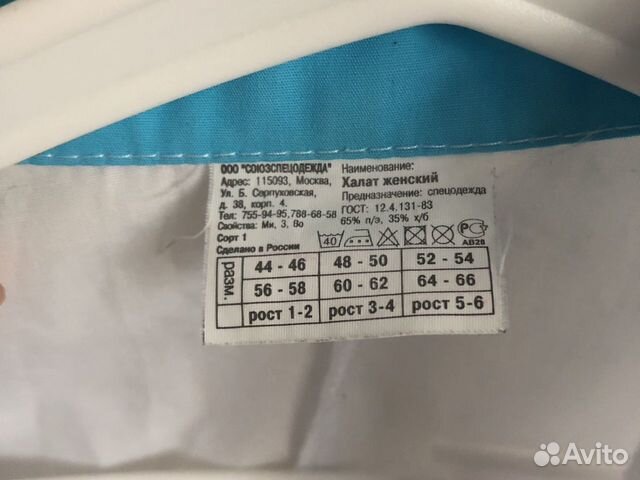 ООО "СОЮЗСПЕЦОДЕЖДА"
Адрес: 115093, Москва,
Ул. Б. Серпуховская,
д. 38, корп. 4.
Тел: 755-94-95,788-68-58
Свойства: Ми, З, Во
Сорт 1
Сделано в России
Наименование:
Халат женский
Предназначение: спецодежда
ГОСТ: 12.4.131-83
65% п/э, 35% х/б
40
АВ28
разм.
44 - 46 48 - 50 52 - 54
56 - 58 60 - 62 64 - 66
рост 1-2 рост 3-4 рост 5-6
Avito